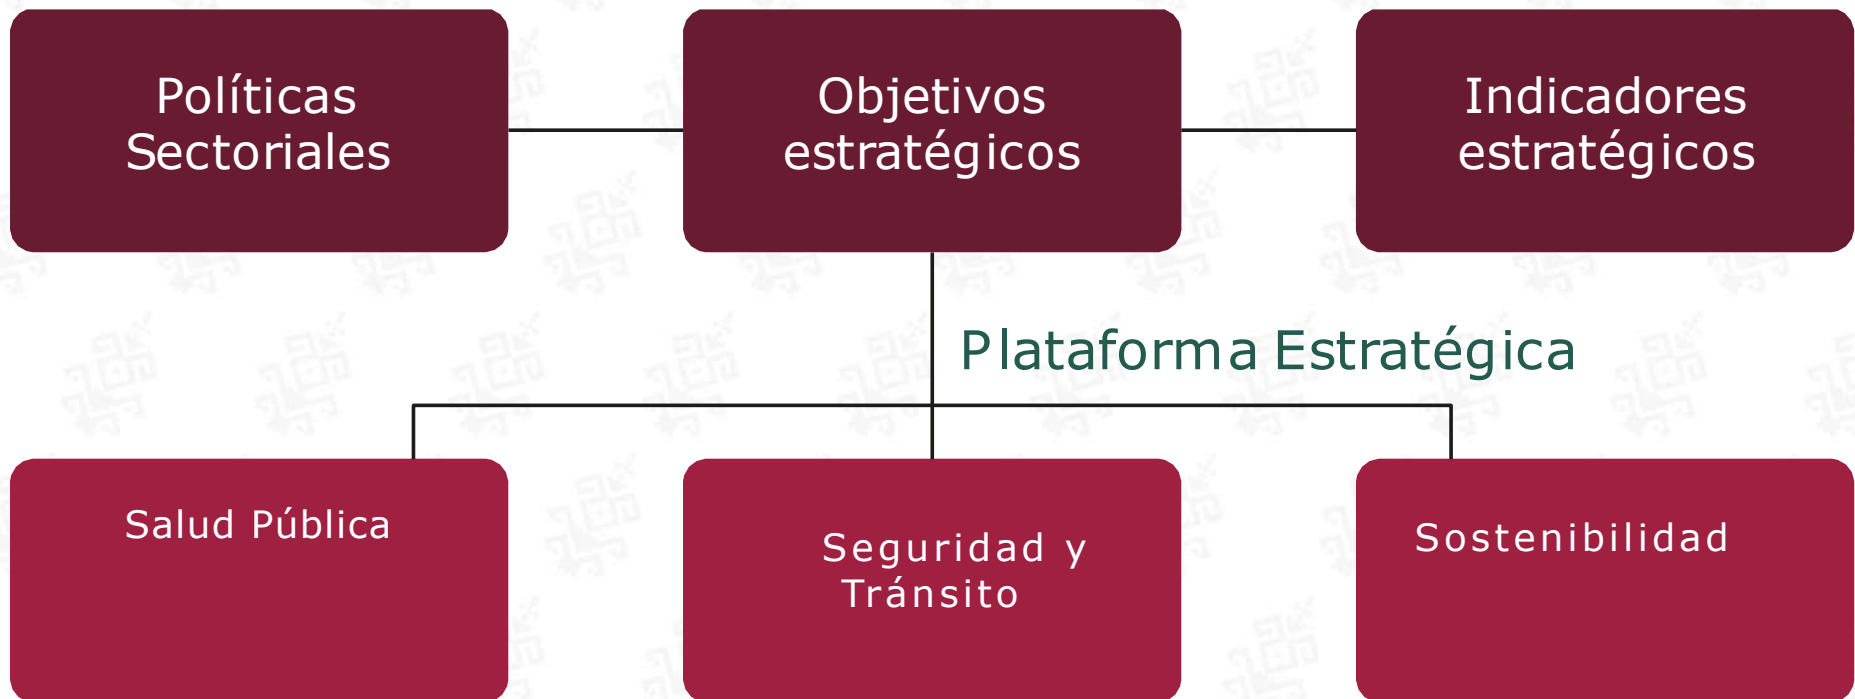 Políticas
Sectoriales
Objetivos
estratégicos
Indicadores
estratégicos
Plataforma Estratégica
Salud Pública
Seguridad y
Tránsito
Sostenibilidad